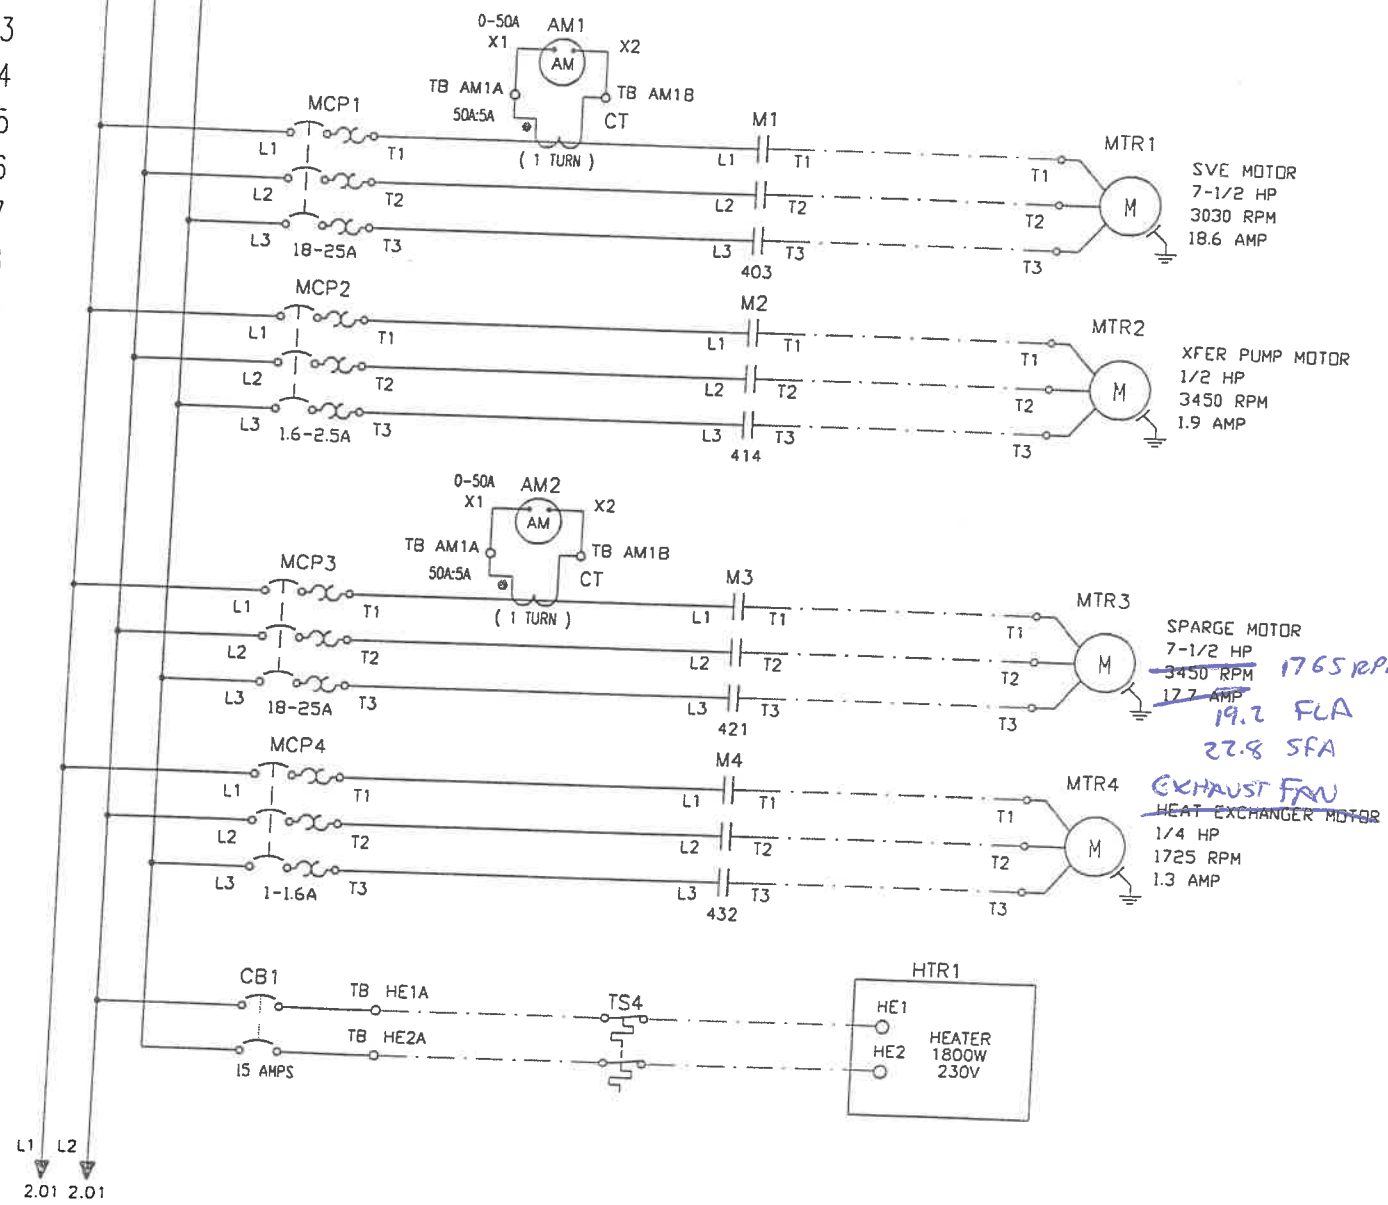 3
4
5
6
7
0-50A AM1
X1 X2
AM
TB AM1A TB AM1B
50A:5A CT
( 1 TURN )
MCP1 M1 MTR1
L1 T1 L1 T1 T1
L2 T2 L2 T2 T2
L3 T3 L3 T3 T3
18-25A 403
M
SVE MOTOR
7-1/2 HP
3030 RPM
18.6 AMP
MCP2 M2 MTR2
L1 T1 L1 T1 T1
L2 T2 L2 T2 T2
L3 T3 L3 T3 T3
1.6-2.5A 414
M
XFER PUMP MOTOR
1/2 HP
3450 RPM
1.9 AMP
0-50A AM2
X1 X2
AM
TB AM1A TB AM1B
50A:5A CT
( 1 TURN )
MCP3 M3 MTR3
L1 T1 L1 T1 T1
L2 T2 L2 T2 T2
L3 T3 L3 T3 T3
18-25A 421
M
SPARGE MOTOR
7-1/2 HP
3450 RPM 1765 RP
17.7 AMP
19.2 FLA
22.8 SFA
MCP4 M4 MTR4
L1 T1 L1 T1 T1
L2 T2 L2 T2 T2
L3 T3 L3 T3 T3
1-1.6A 432
M
EXHAUST FAN
HEAT EXCHANGER MOTOR
1/4 HP
1725 RPM
1.3 AMP
CB1 TB HE1A TS4 HTR1
TB HE2A
15 AMPS
HE1
HE2
HEATER
1800W
230V
L1 L2
2.01 2.01